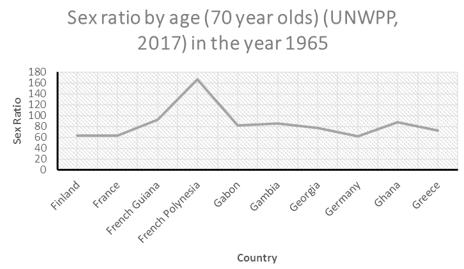 Sex ratio by age (70 year olds) (UNWPP,
2017) in the year 1965
180
160
140
120
100
80
60
40
20
0
Sex Ratio
Finland
France
French Guiana
French Polynesia
Gabon
Gambia
Georgia
Germany
Ghana
Greece
Country